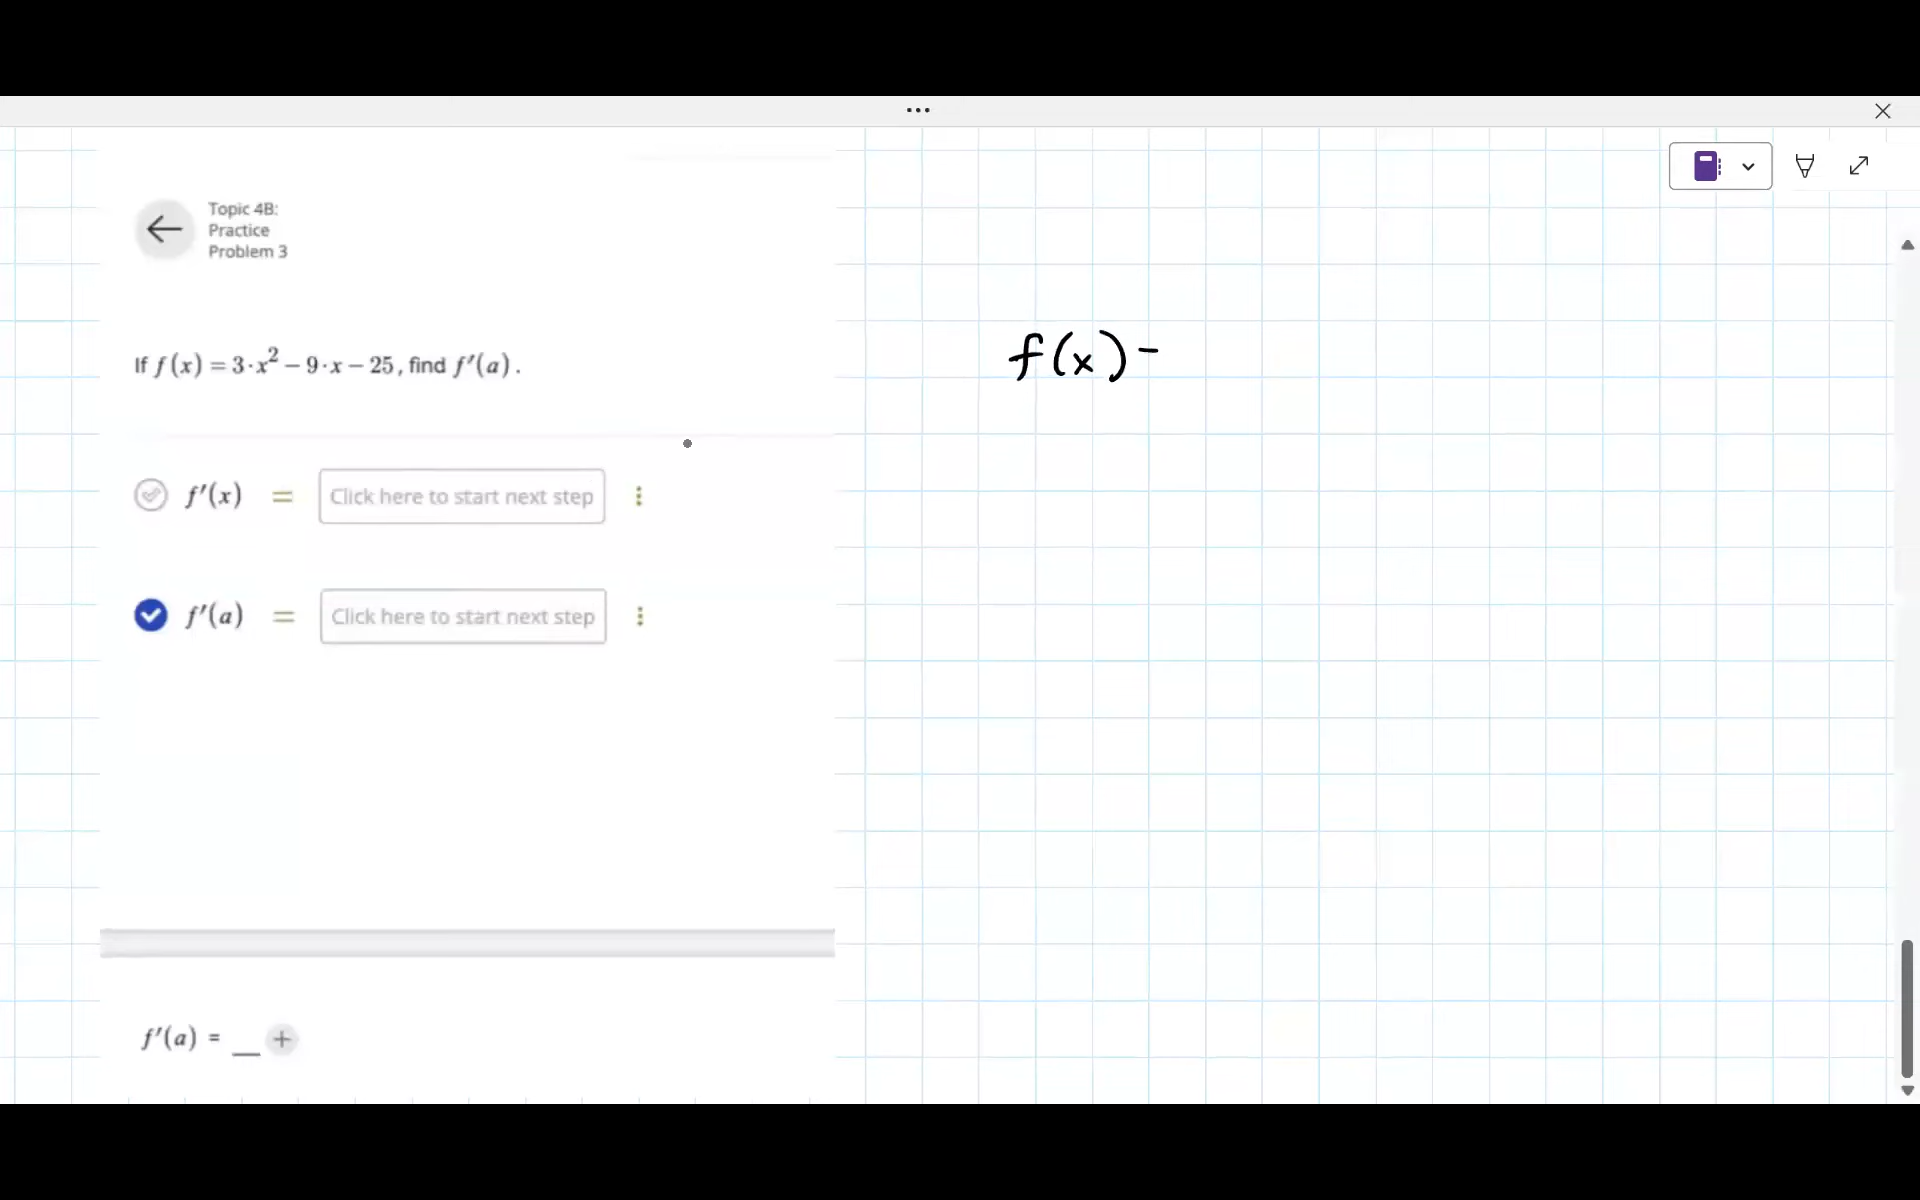 Topic 4B:
Practice
Problem 3
If f(x) = 3·x² − 9·x − 25, find f′(a).
f(x) −
f′(x) = Click here to start next step
f′(a) = Click here to start next step
f′(a) = __ +